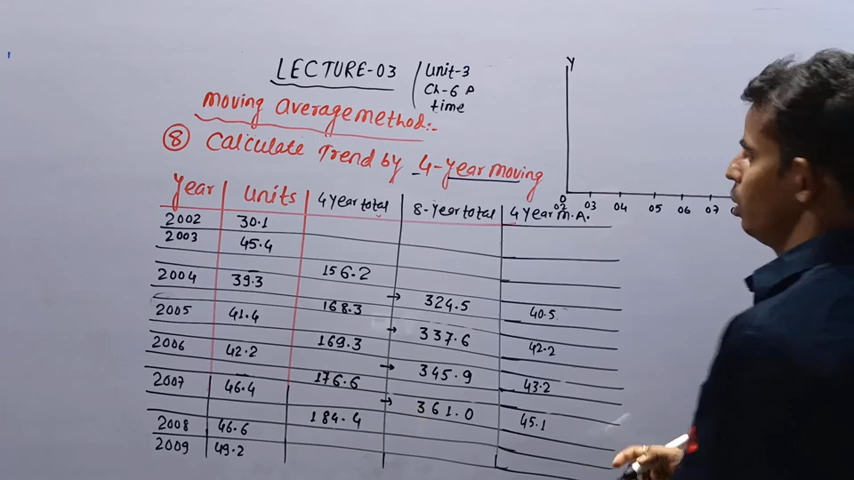 LECTURE-03
Unit-3
Ch-6 A
time
Moving average method:-
8 Calculate Trend by 4-year moving
Year Units 4 Year total 8-Year total 4 Year M.A.
2002 30.1
2003 45.4
156.2
2004 39.3 → 324.5 40.5
168.3
2005 41.4 → 337.6 42.2
169.3
2006 42.2 → 345.9 43.2
176.6
2007 46.4 → 361.0 45.1
184.4
2008 46.6
2009 49.2
Y
0
02 03 04 05 06 07